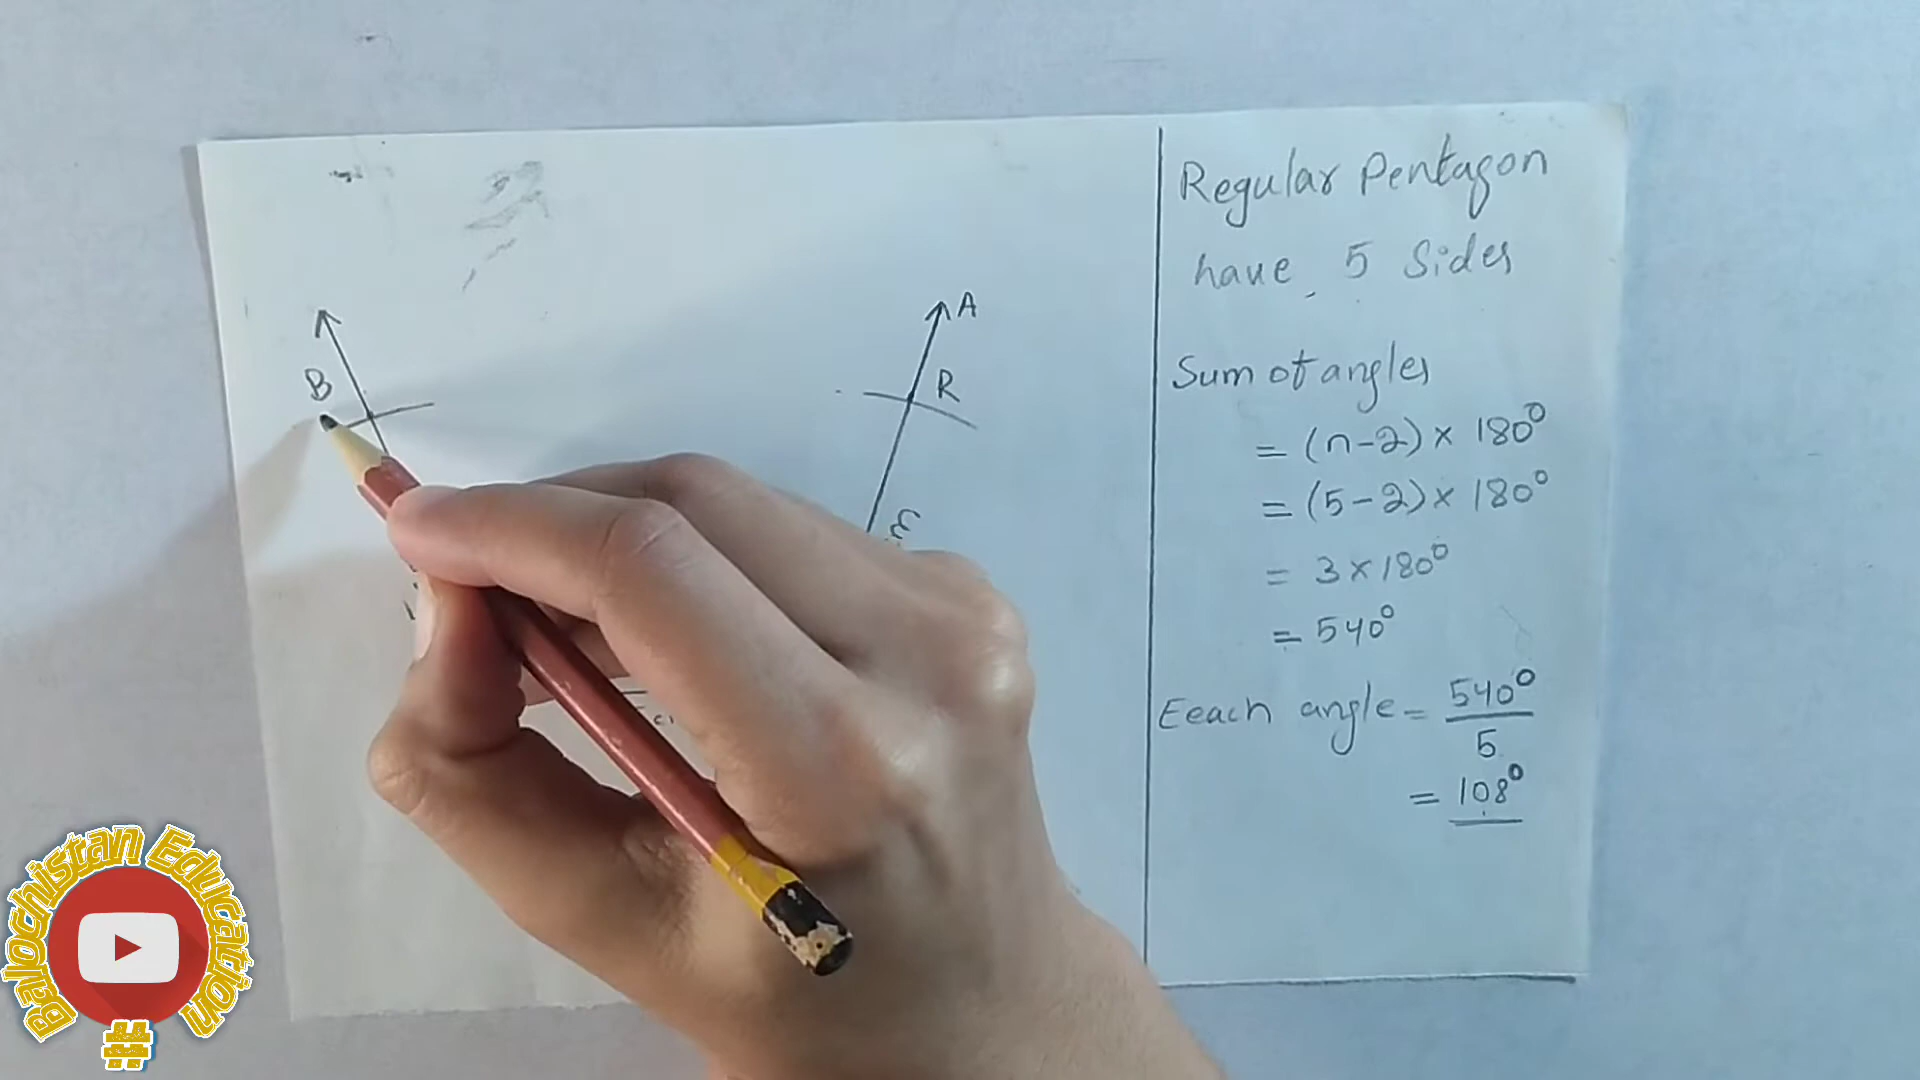 Regular Pentagon
have 5 Sides
Sum of angles
= (n-2) × 180°
= (5-2) × 180°
= 3 × 180°
= 540°
Eeach angle = 540°/5
= 108°
A
R
B
Balochistan Education
#